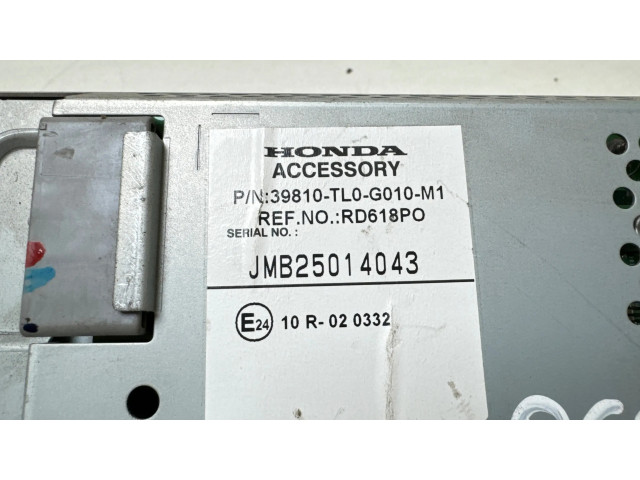 HONDA
ACCESSORY
P/N:39810-TL0-G010-M1
REF.NO.:RD618PO
SERIAL NO.:
JMB25014043
E24 10 R-02 0332